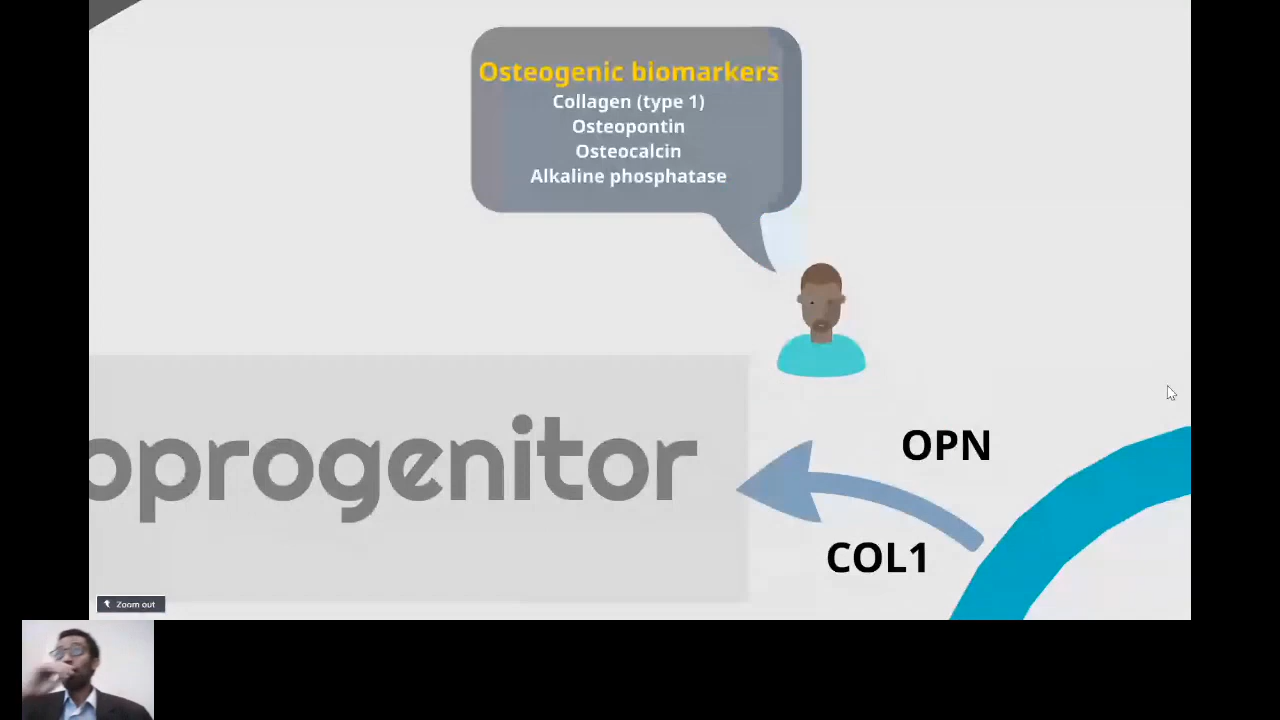 Osteogenic biomarkers
Collagen (type 1)
Osteopontin
Osteocalcin
Alkaline phosphatase
oprogenitor
OPN
COL1
Zoom out